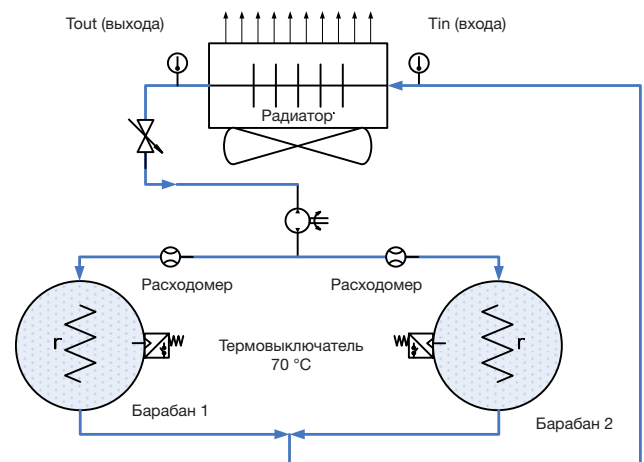 Tout (выхода)
Tin (входа)
Радиатор
Расходомер
Расходомер
r
r
Термовыключатель
70 °C
Барабан 1
Барабан 2